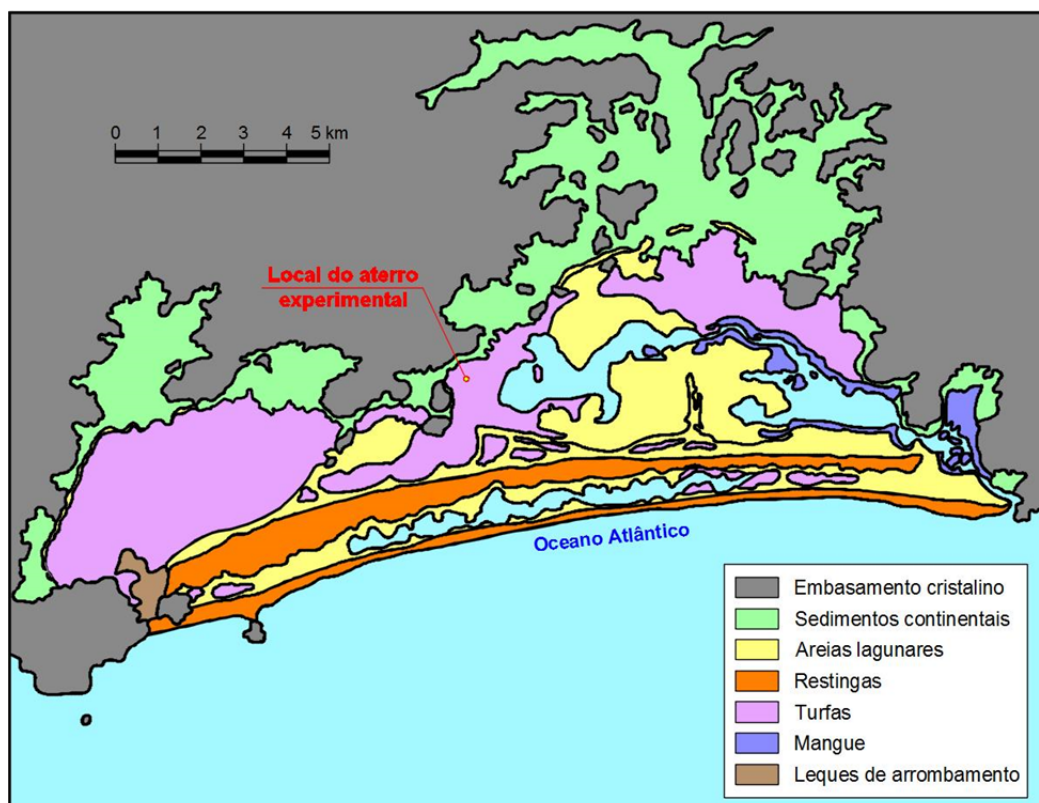 0 1 2 3 4 5 km
Local do aterro
experimental
Oceano Atlântico
Embasamento cristalino
Sedimentos continentais
Areias lagunares
Restingas
Turfas
Mangue
Leques de arrombamento